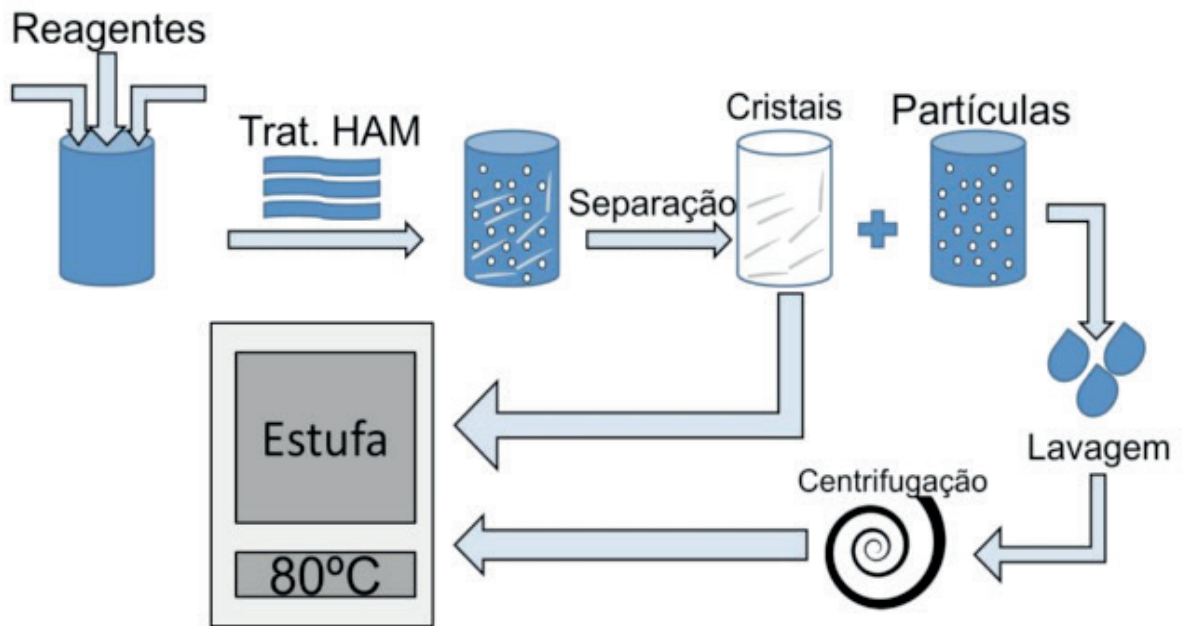 Reagentes
Trat. HAM
Separação
Cristais
Partículas
Lavagem
Centrifugação
Estufa
80ºC